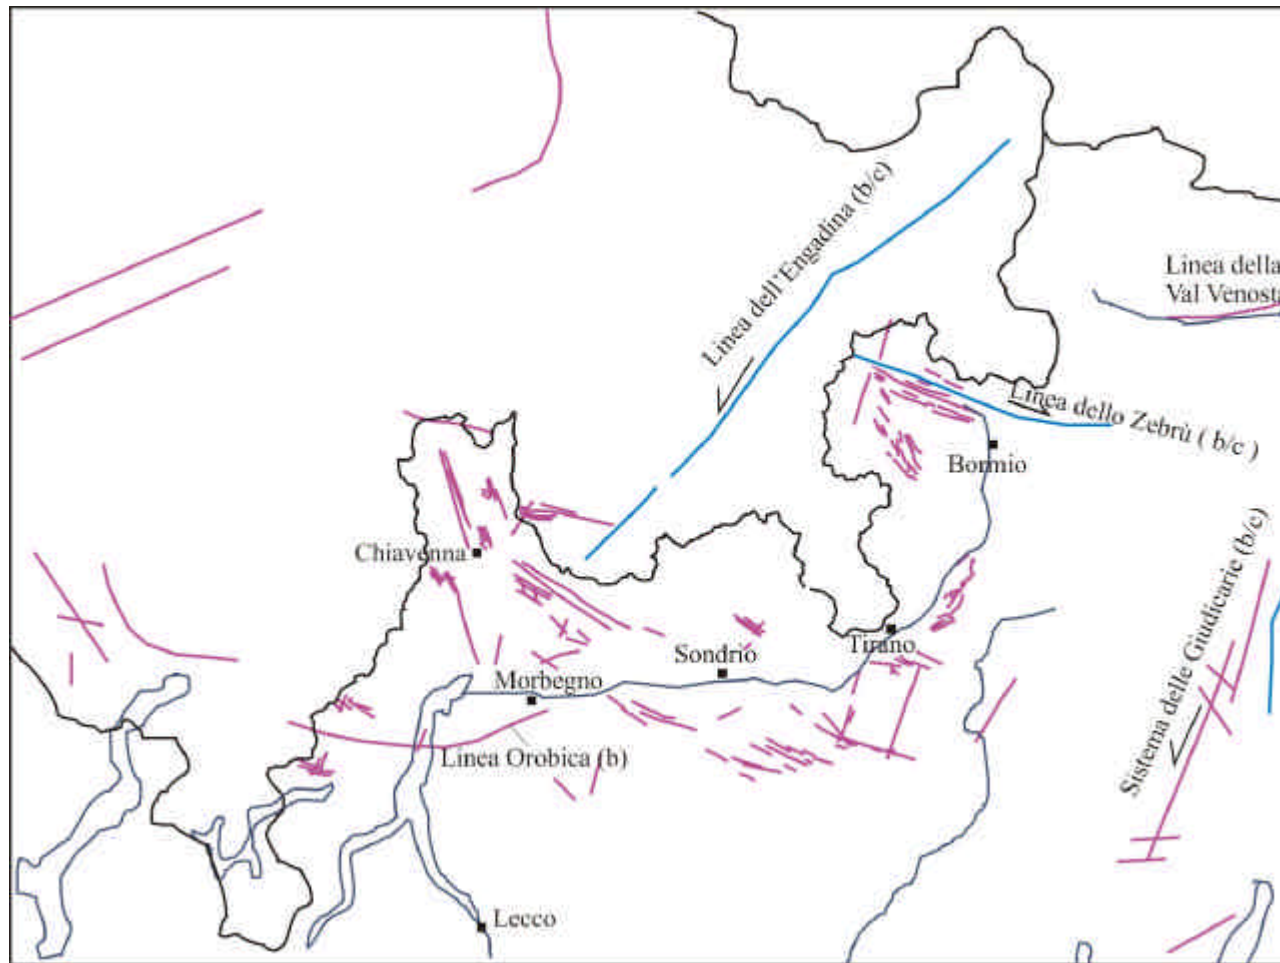 Linea dell'Engadina (b/c)
Linea della
Val Venosta
Linea dello Zebrù ( b/c )
Bormio
Chiavenna
Sistema delle Giudicarie (b/c)
Tirano
Sondrio
Morbegno
Linea Orobica (b)
Lecco